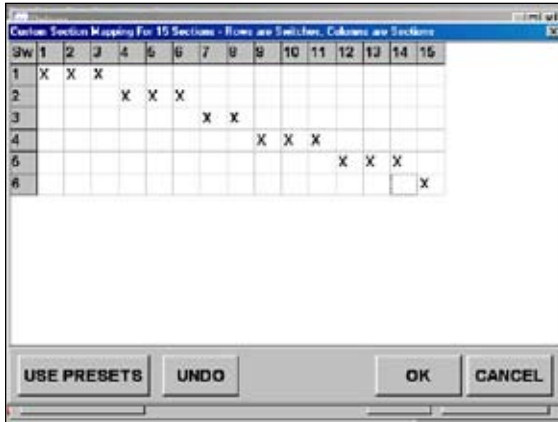 Custom Section Mapping For 15 Sections - Rows are Switches, Columns are Sections
Sw 1 2 3 4 5 6 7 8 9 10 11 12 13 14 15
1 X X X
2 X X X
3 X X
4 X X X
5 X X X
6 X
USE PRESETS UNDO OK CANCEL